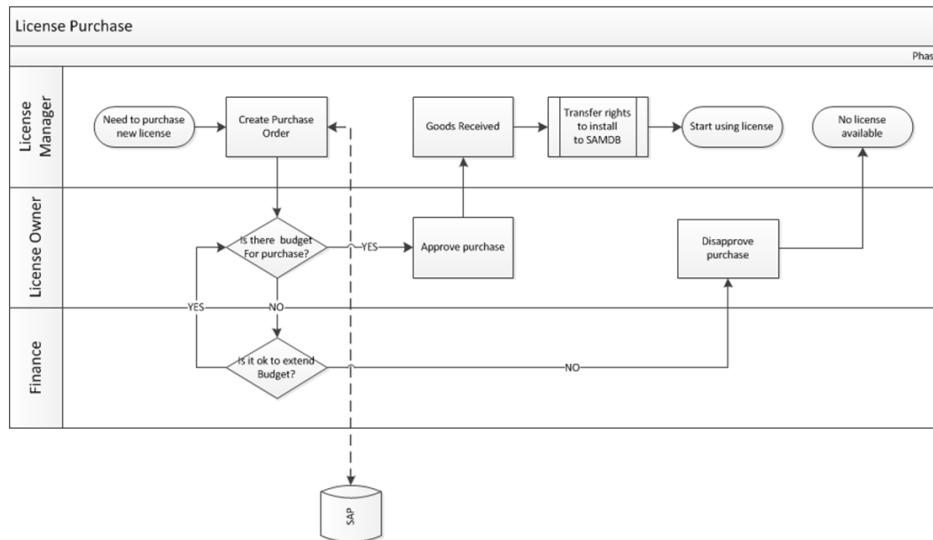 License Purchase
Phas
License
Manager
Need to purchase
new license
Create Purchase
Order
Goods Received
Transfer rights
to install
to SAMDB
Start using license
No license
available
License Owner
Is there  budget
For purchase?
YES
Approve purchase
Disapprove
purchase
YES
NO
Finance
Is it ok to extend
Budget?
NO
SAP